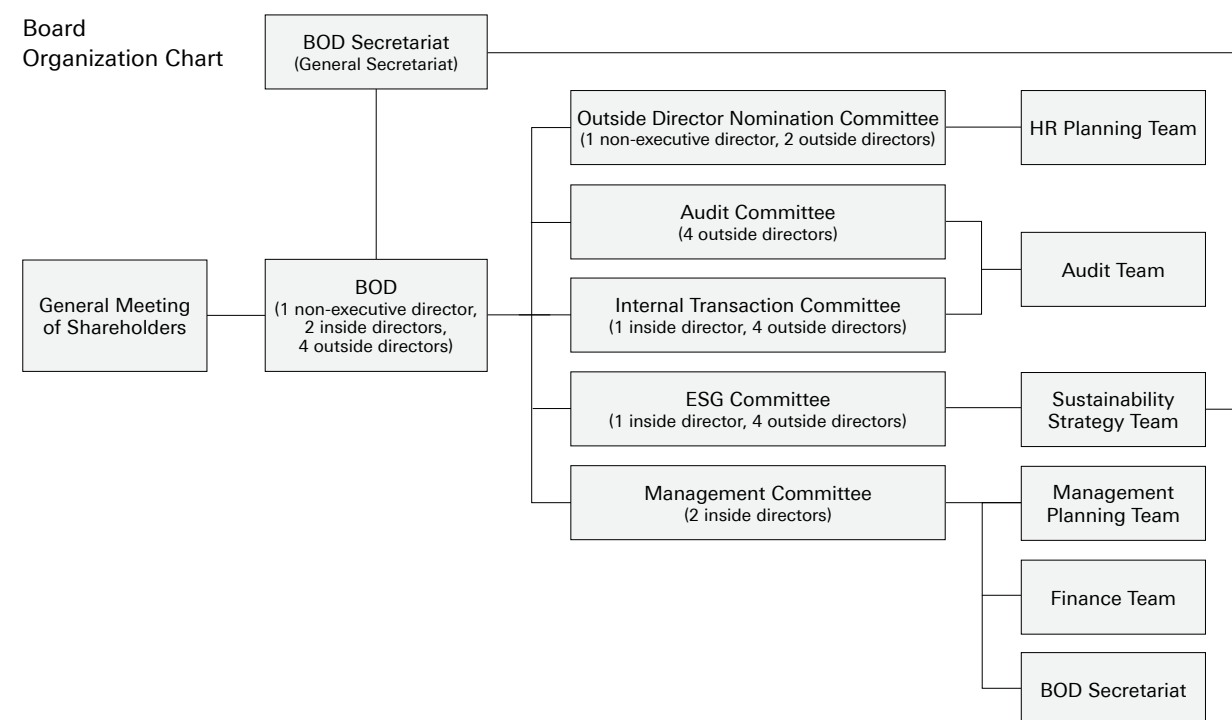 Board
Organization Chart
BOD Secretariat
(General Secretariat)
Outside Director Nomination Committee
(1 non-executive director, 2 outside directors)
HR Planning Team
Audit Committee
(4 outside directors)
Audit Team
General Meeting
of Shareholders
BOD
(1 non-executive director,
2 inside directors,
4 outside directors)
Internal Transaction Committee
(1 inside director, 4 outside directors)
ESG Committee
(1 inside director, 4 outside directors)
Sustainability
Strategy Team
Management Committee
(2 inside directors)
Management
Planning Team
Finance Team
BOD Secretariat